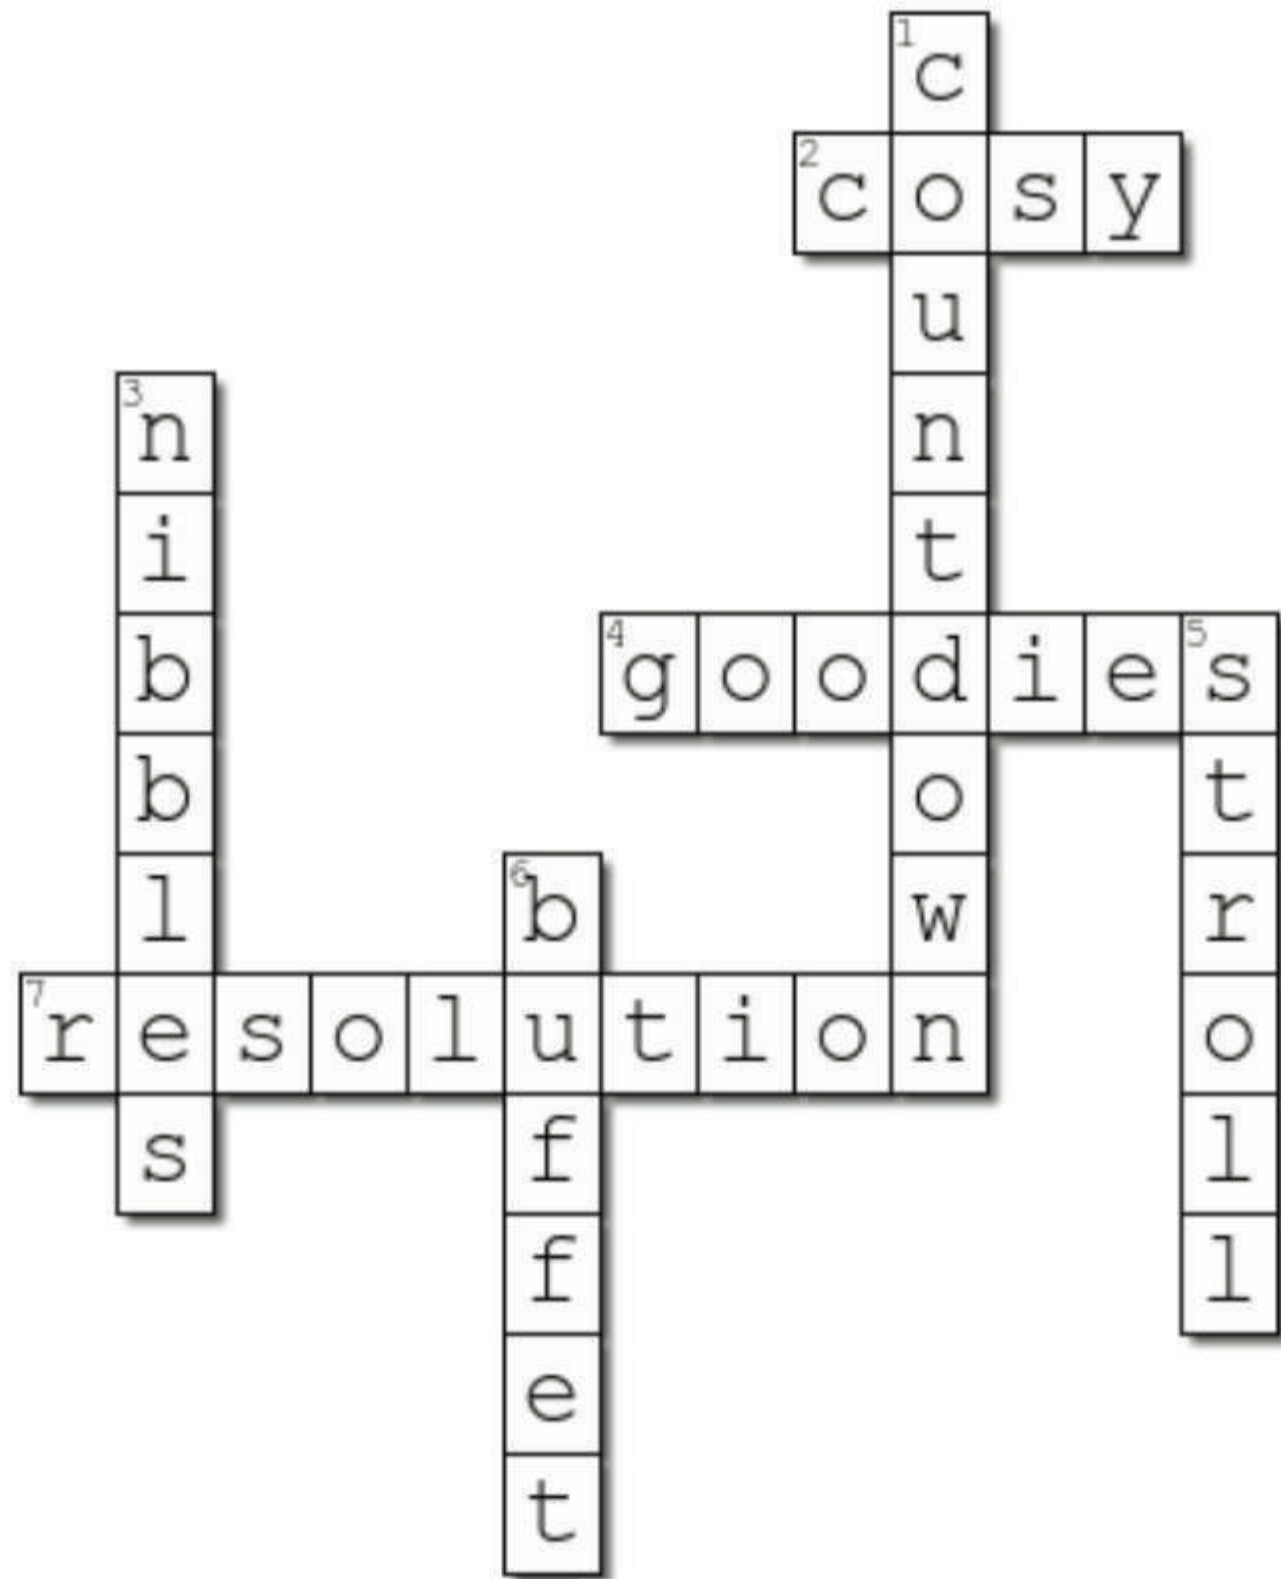 1 c
2 c o s y
u
3 n n
i t
b 4 g o o d i e 5 s
b o t
l 6 b w r
7 r e s o l u t i o n o
s f l
f l
e
t